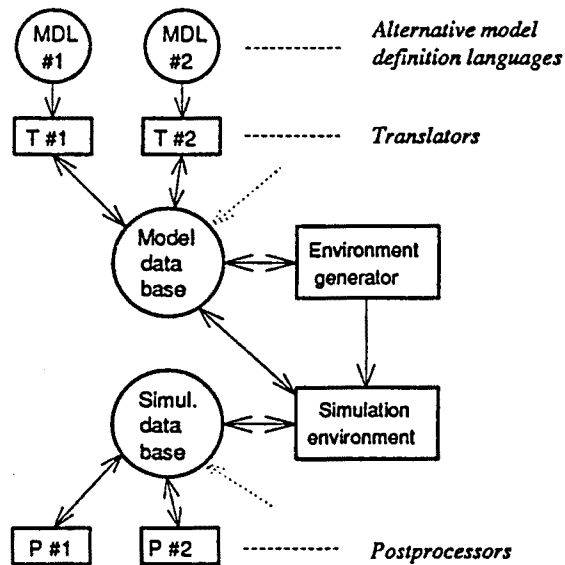 MDL
#1
MDL
#2
Alternative model
definition languages
T #1
T #2
Translators
Model
data
base
Environment
generator
Simul.
data
base
Simulation
environment
P #1
P #2
Postprocessors